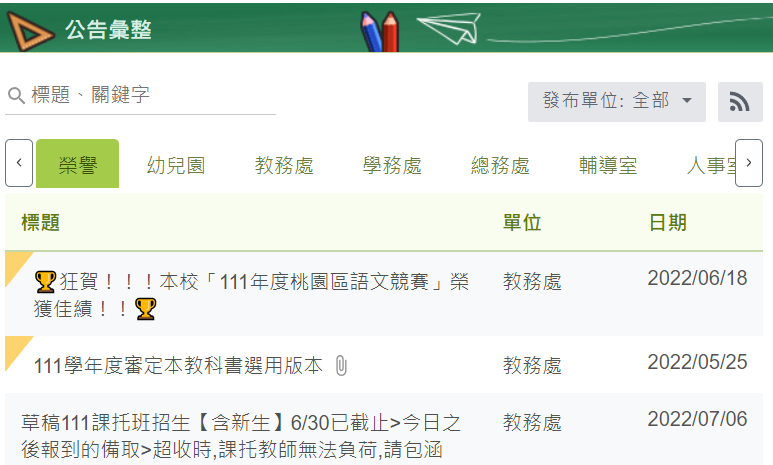 公告彙整
標題、關鍵字
發布單位: 全部
榮譽 幼兒園 教務處 學務處 總務處 輔導室 人事室
標題 單位 日期
🏆狂賀！！！本校「111年度桃園區語文競賽」榮 教務處 2022/06/18
獲佳績！！🏆
111學年度審定本教科書選用版本 教務處 2022/05/25
草稿111課托班招生【含新生】6/30已截止>今日之 教務處 2022/07/06
後報到的備取>超收時,課托教師無法負荷,請包涵